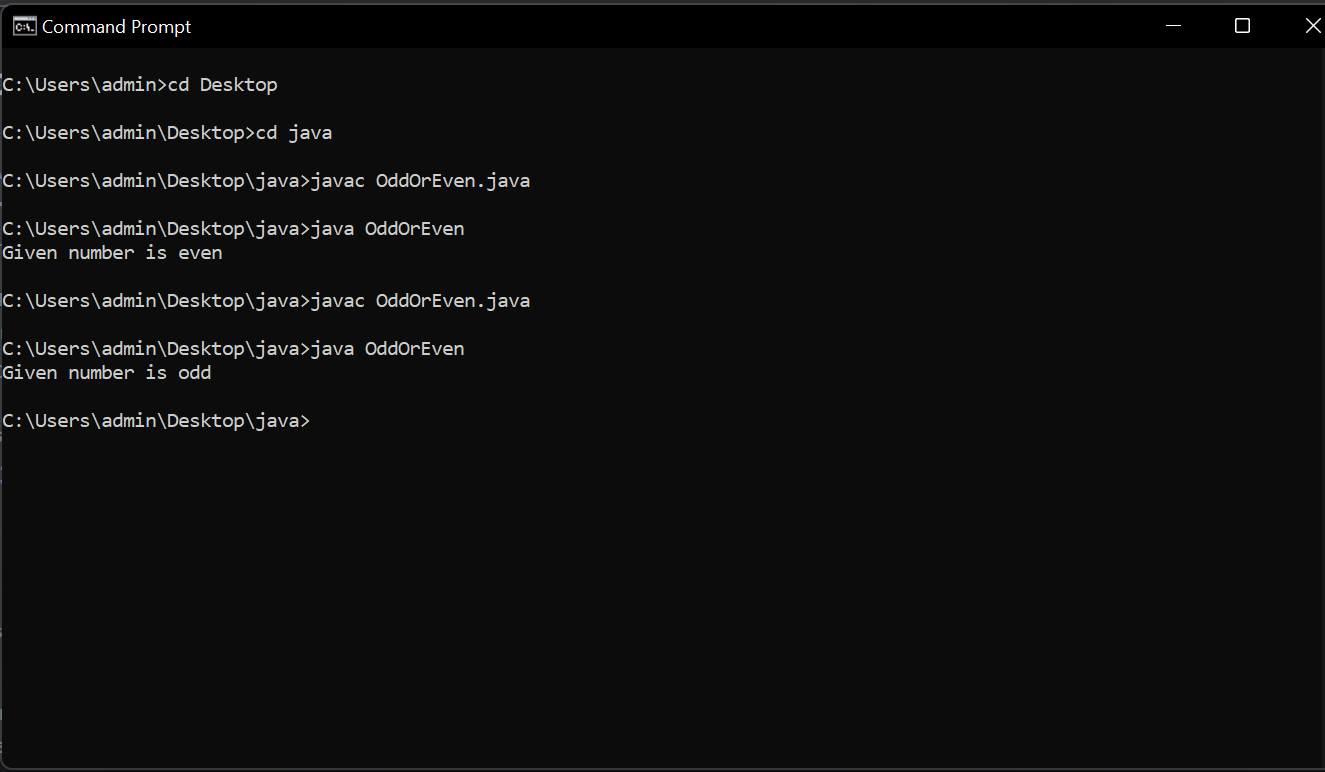 Command Prompt
C:\Users\admin>cd Desktop
C:\Users\admin\Desktop>cd java
C:\Users\admin\Desktop\java>javac OddOrEven.java
C:\Users\admin\Desktop\java>java OddOrEven
Given number is even
C:\Users\admin\Desktop\java>javac OddOrEven.java
C:\Users\admin\Desktop\java>java OddOrEven
Given number is odd
C:\Users\admin\Desktop\java>